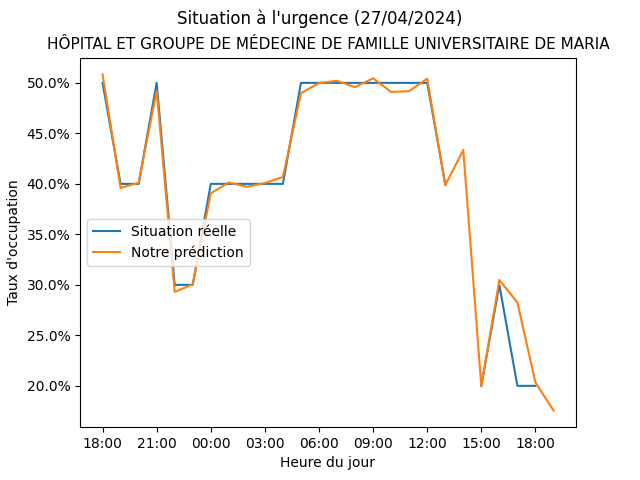 Situation à l'urgence (27/04/2024)
HÔPITAL ET GROUPE DE MÉDECINE DE FAMILLE UNIVERSITAIRE DE MARIA
50.0%
45.0%
40.0%
35.0%
30.0%
25.0%
20.0%
Taux d'occupation
Situation réelle
Notre prédiction
18:00 21:00 00:00 03:00 06:00 09:00 12:00 15:00 18:00
Heure du jour